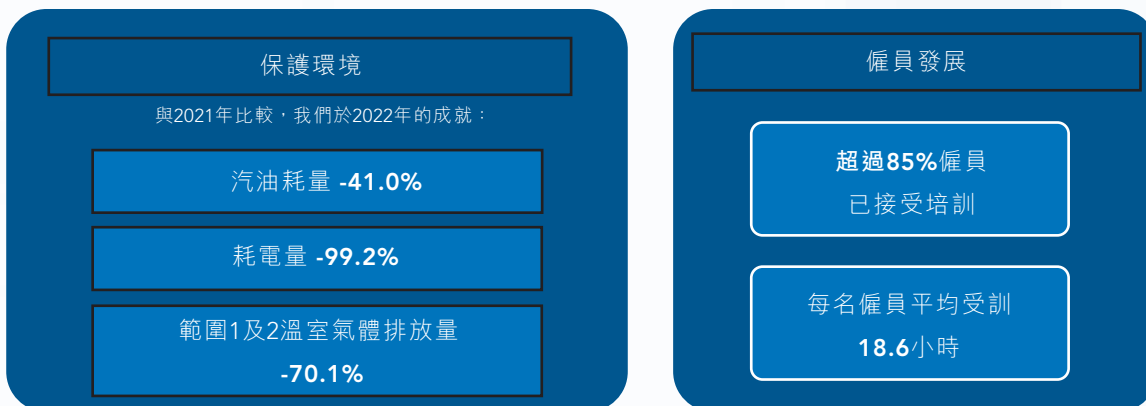 保護環境
與2021年比較，我們於2022年的成就：
汽油耗量 -41.0%
耗電量 -99.2%
範圍1及2溫室氣體排放量
-70.1%
僱員發展
超過85%僱員
已接受培訓
每名僱員平均受訓
18.6小時